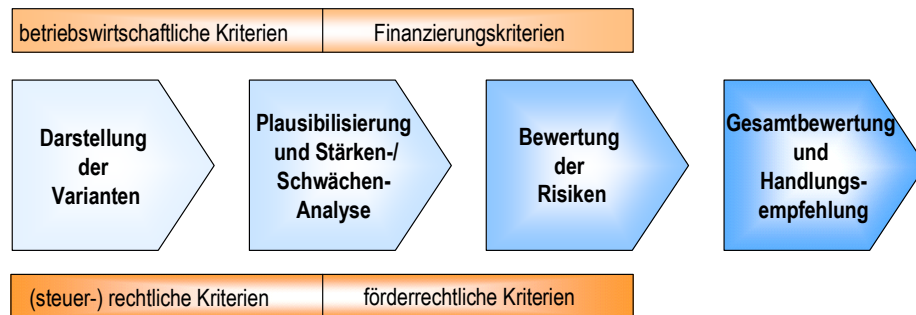 betriebswirtschaftliche Kriterien
Finanzierungskriterien
Darstellung
der
Varianten
Plausibilisierung
und Stärken-/
Schwächen-
Analyse
Bewertung
der
Risiken
Gesamtbewertung
und
Handlungs-
empfehlung
(steuer-) rechtliche Kriterien
förderrechtliche Kriterien